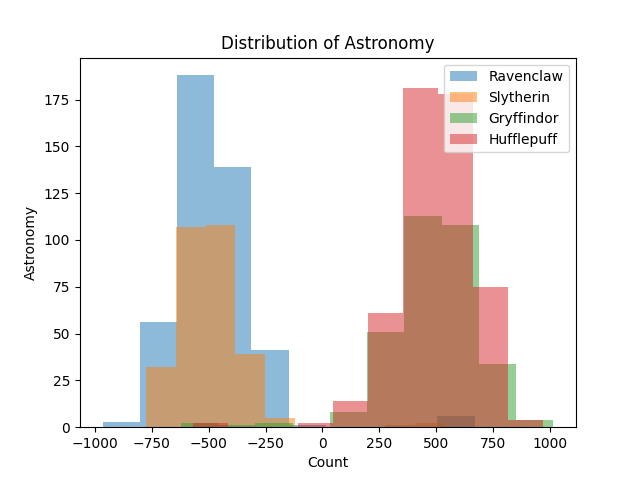 Distribution of Astronomy
Ravenclaw
Slytherin
Gryffindor
Hufflepuff
175
150
125
100
75
50
25
0
Astronomy
−1000 −750 −500 −250 0 250 500 750 1000
Count